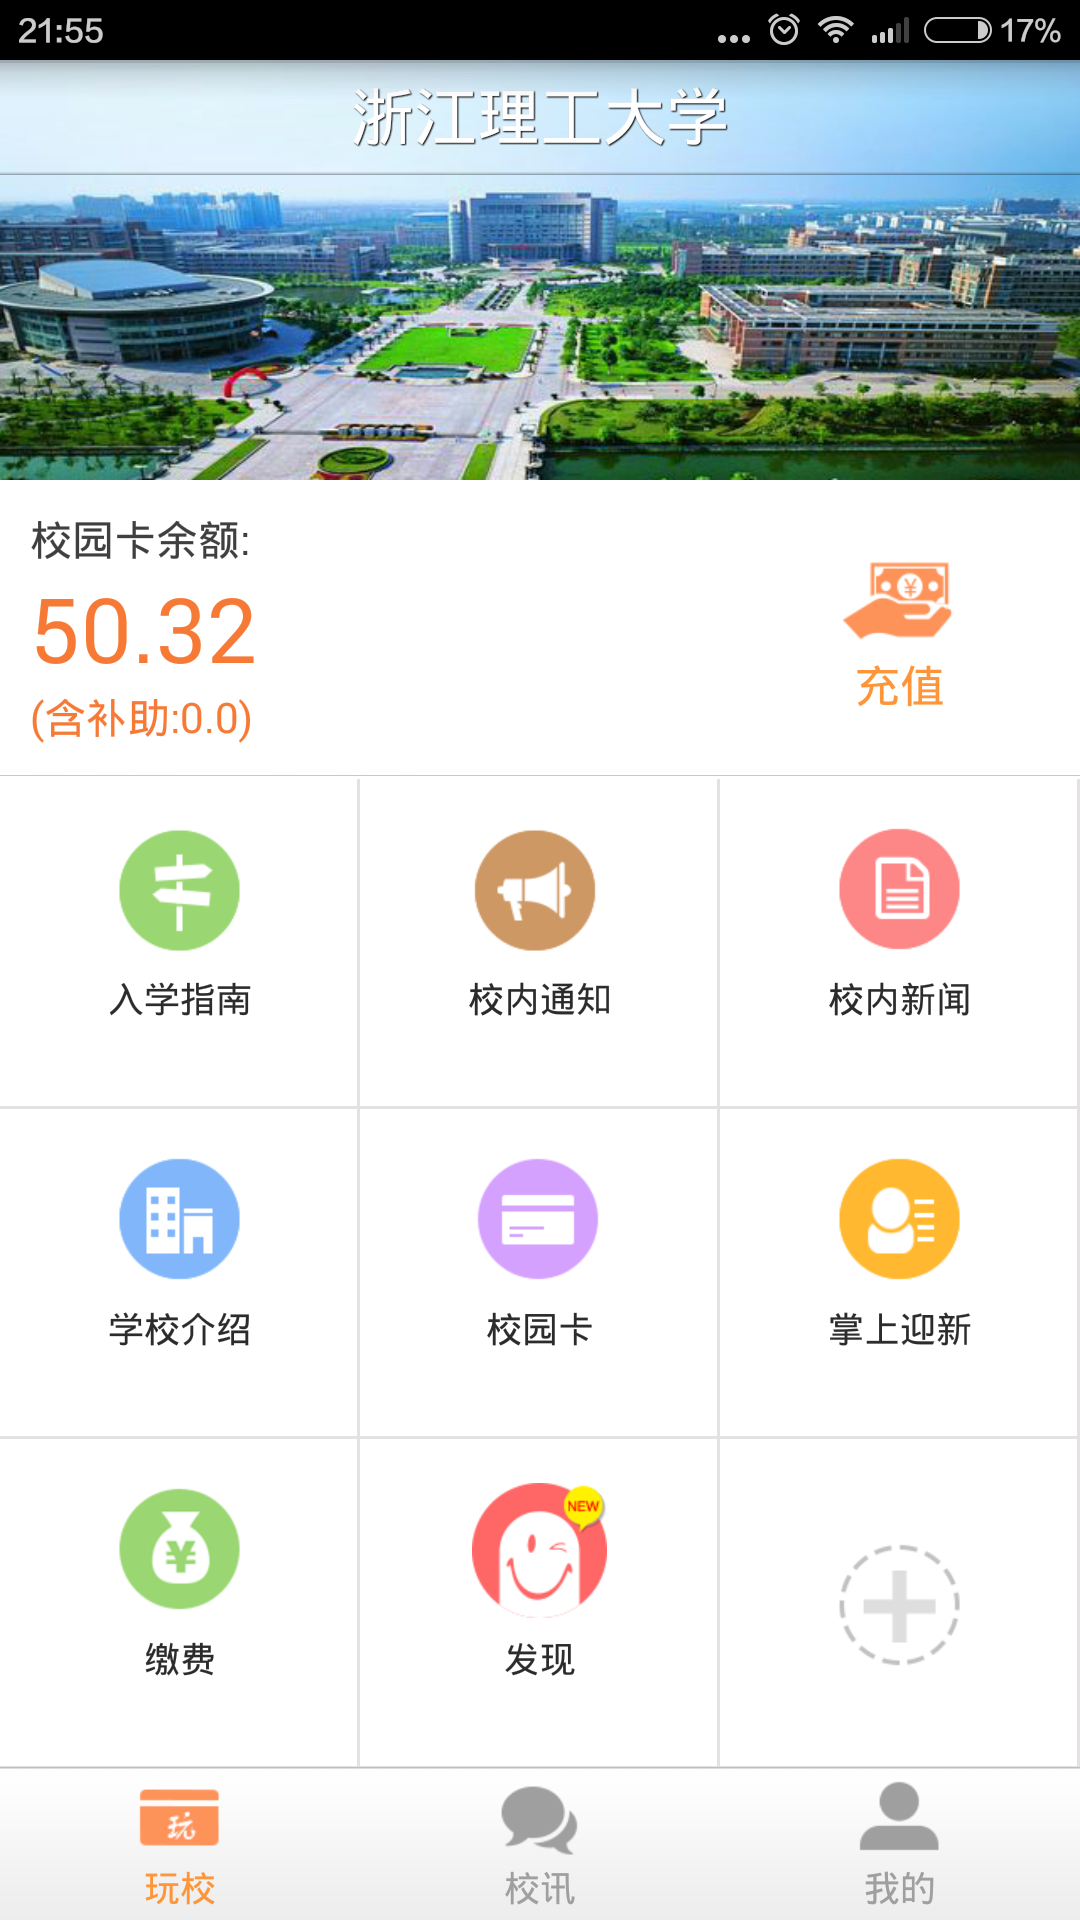 21:55
17%
浙江理工大学
校园卡余额:
50.32
(含补助:0.0)
充值
入学指南
校内通知
校内新闻
学校介绍
校园卡
掌上迎新
NEW
缴费
发现
玩
玩校
校讯
我的